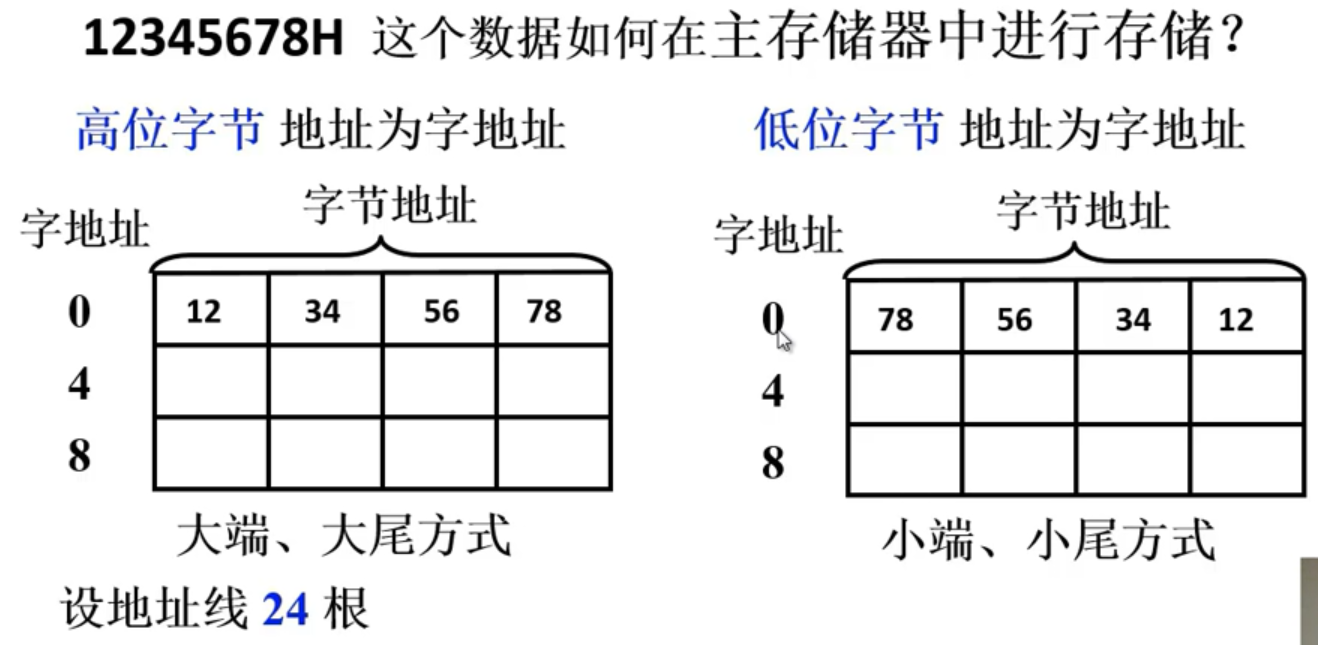 12345678H 这个数据如何在主存储器中进行存储？
高位字节 地址为字地址
低位字节 地址为字地址
字地址
字节地址
0 12 34 56 78
4
8
大端、大尾方式
字地址
字节地址
0 78 56 34 12
4
8
小端、小尾方式
设地址线 24 根